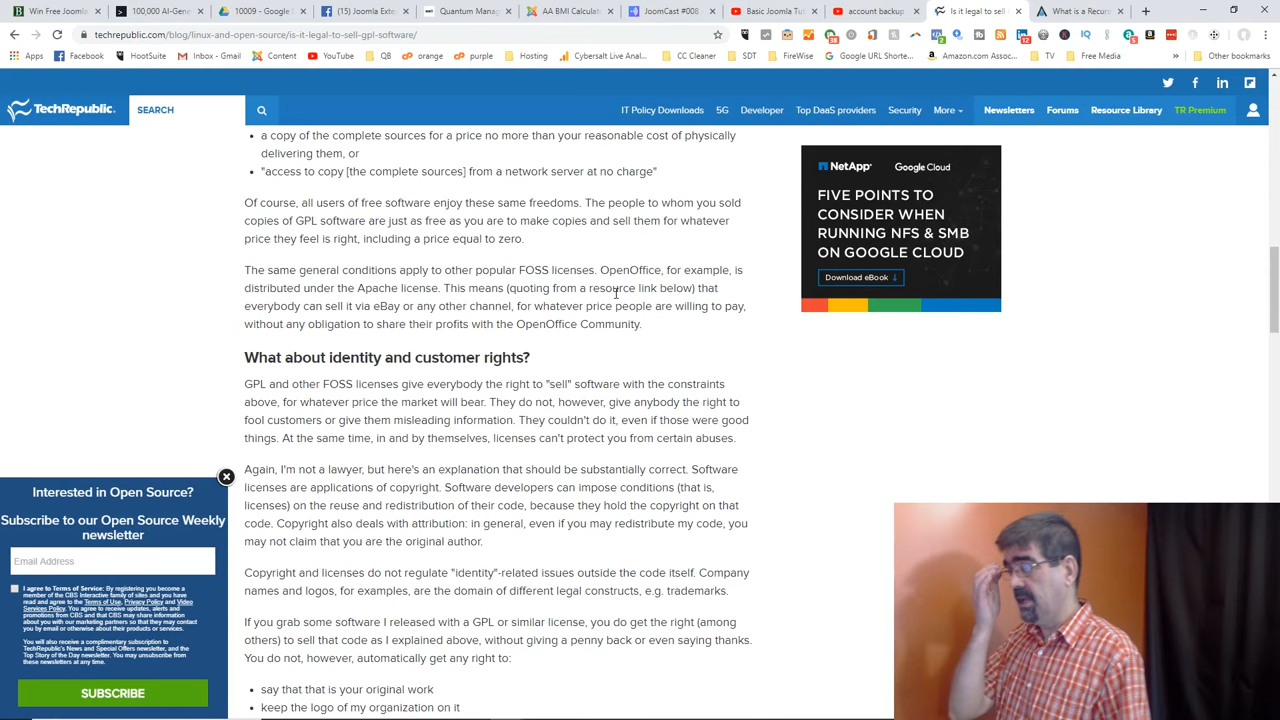 Win Free Joomla
100,000 AI-Gene
10009 - Google
(15) Joomla Exte
Quantum Mana
AA BMI Calculat
JoomCast #008
Basic Joomla Tu
account backup
Is it legal to sell
What is a Recurs
techrepublic.com/blog/linux-and-open-source/is-it-legal-to-sell-gpl-software/
Apps
Facebook
HootSuite
Inbox - Gmail
Content
YouTube
QB
orange
purple
Hosting
Cybersalt Live Analy...
CC Cleaner
SDT
FireWise
Google URL Shorte...
Amazon.com Assoc...
TV
Free Media
Other bookmarks
TechRepublic.
SEARCH
IT Policy Downloads
5G
Developer
Top DaaS providers
Security
More
Newsletters
Forums
Resource Library
TR Premium
a copy of the complete sources for a price no more than your reasonable cost of physically
delivering them, or
"access to copy [the complete sources] from a network server at no charge"
Of course, all users of free software enjoy these same freedoms. The people to whom you sold
copies of GPL software are just as free as you are to make copies and sell them for whatever
price they feel is right, including a price equal to zero.
The same general conditions apply to other popular FOSS licenses. OpenOffice, for example, is
distributed under the Apache license. This means (quoting from a resource link below) that
everybody can sell it via eBay or any other channel, for whatever price people are willing to pay,
without any obligation to share their profits with the OpenOffice Community.
What about identity and customer rights?
GPL and other FOSS licenses give everybody the right to "sell" software with the constraints
above, for whatever price the market will bear. They do not, however, give anybody the right to
fool customers or give them misleading information. They couldn't do it, even if those were good
things. At the same time, in and by themselves, licenses can't protect you from certain abuses.
Again, I'm not a lawyer, but here's an explanation that should be substantially correct. Software
licenses are applications of copyright. Software developers can impose conditions (that is,
licenses) on the reuse and redistribution of their code, because they hold the copyright on that
code. Copyright also deals with attribution: in general, even if you may redistribute my code, you
may not claim that you are the original author.
Copyright and licenses do not regulate "identity"-related issues outside the code itself. Company
names and logos, for examples, are the domain of different legal constructs, e.g. trademarks.
If you grab some software I released with a GPL or similar license, you do get the right (among
others) to sell that code as I explained above, without giving a penny back or even saying thanks.
You do not, however, automatically get any right to:
say that that is your original work
keep the logo of my organization on it
NetApp
Google Cloud
FIVE POINTS TO
CONSIDER WHEN
RUNNING NFS & SMB
ON GOOGLE CLOUD
Download eBook
Interested in Open Source?
Subscribe to our Open Source Weekly
newsletter
Email Address
I agree to Terms of Service: By registering you become a
member of the CBS Interactive family of sites and you have
read and agree to the Terms of Use, Privacy Policy and Video
Services Policy. You agree to receive updates, alerts and
promotions from CBS and that CBS may share information
about you with our marketing partners so that they may contact
you by email or otherwise about their products or services.
You will also receive a complimentary subscription to
TechRepublic's News and Special Offers newsletter, and the
Top Story of the Day newsletter. You may unsubscribe from
these newsletters at any time.
SUBSCRIBE